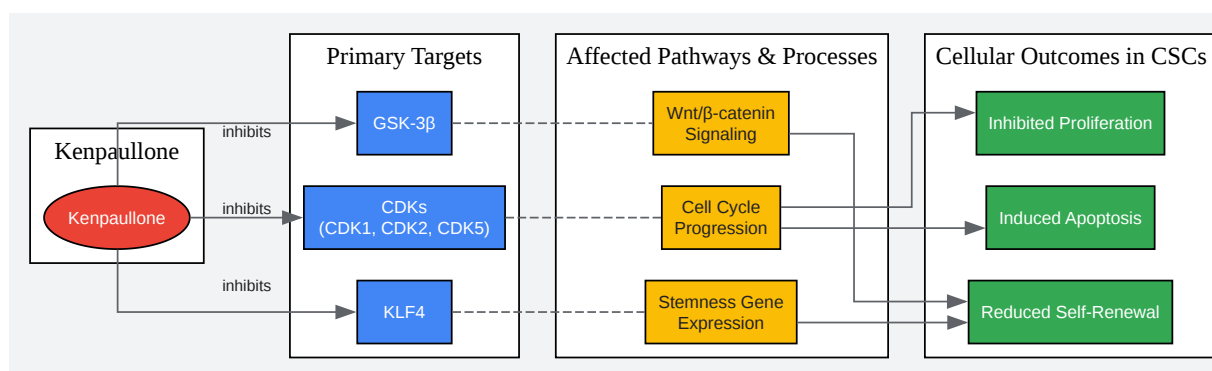 Primary Targets
Affected Pathways & Processes
Cellular Outcomes in CSCs
Kenpaullone
Kenpaullone
inhibits
inhibits
inhibits
GSK-3β
CDKs
(CDK1, CDK2, CDK5)
KLF4
Wnt/β-catenin
Signaling
Cell Cycle
Progression
Stemness Gene
Expression
Inhibited Proliferation
Induced Apoptosis
Reduced Self-Renewal